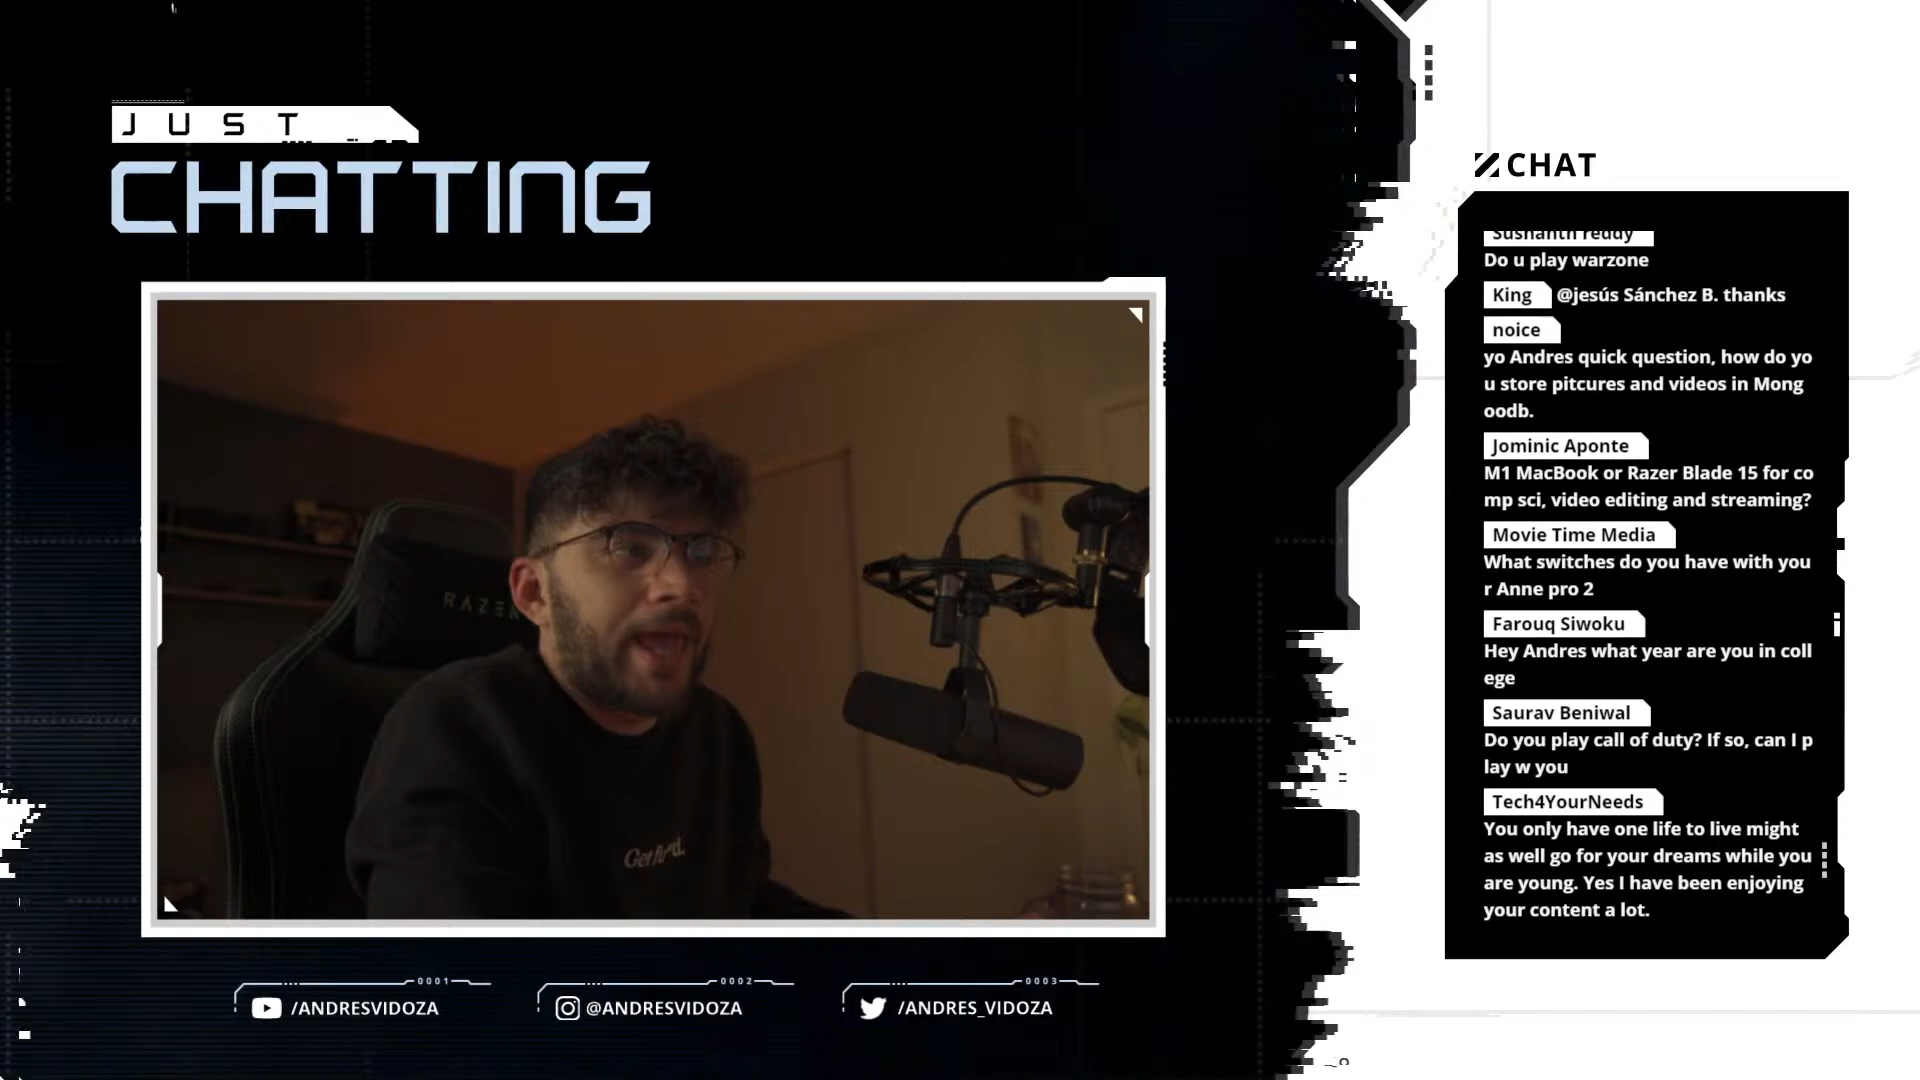 JUST
CHATTING
CHAT
Sushanth reddy
Do u play warzone
King @jesús Sánchez B. thanks
noice
yo Andres quick question, how do yo
u store pitcures and videos in Mong
oodb.
Jominic Aponte
M1 MacBook or Razer Blade 15 for co
mp sci, video editing and streaming?
Movie Time Media
What switches do you have with you
r Anne pro 2
Farouq Siwoku
Hey Andres what year are you in coll
ege
Saurav Beniwal
Do you play call of duty? If so, can I p
lay w you
Tech4YourNeeds
You only have one life to live might
as well go for your dreams while you
are young. Yes I have been enjoying
your content a lot.
RAZER
0001
/ANDRESVIDOZA
0002
@ANDRESVIDOZA
0003
/ANDRES_VIDOZA